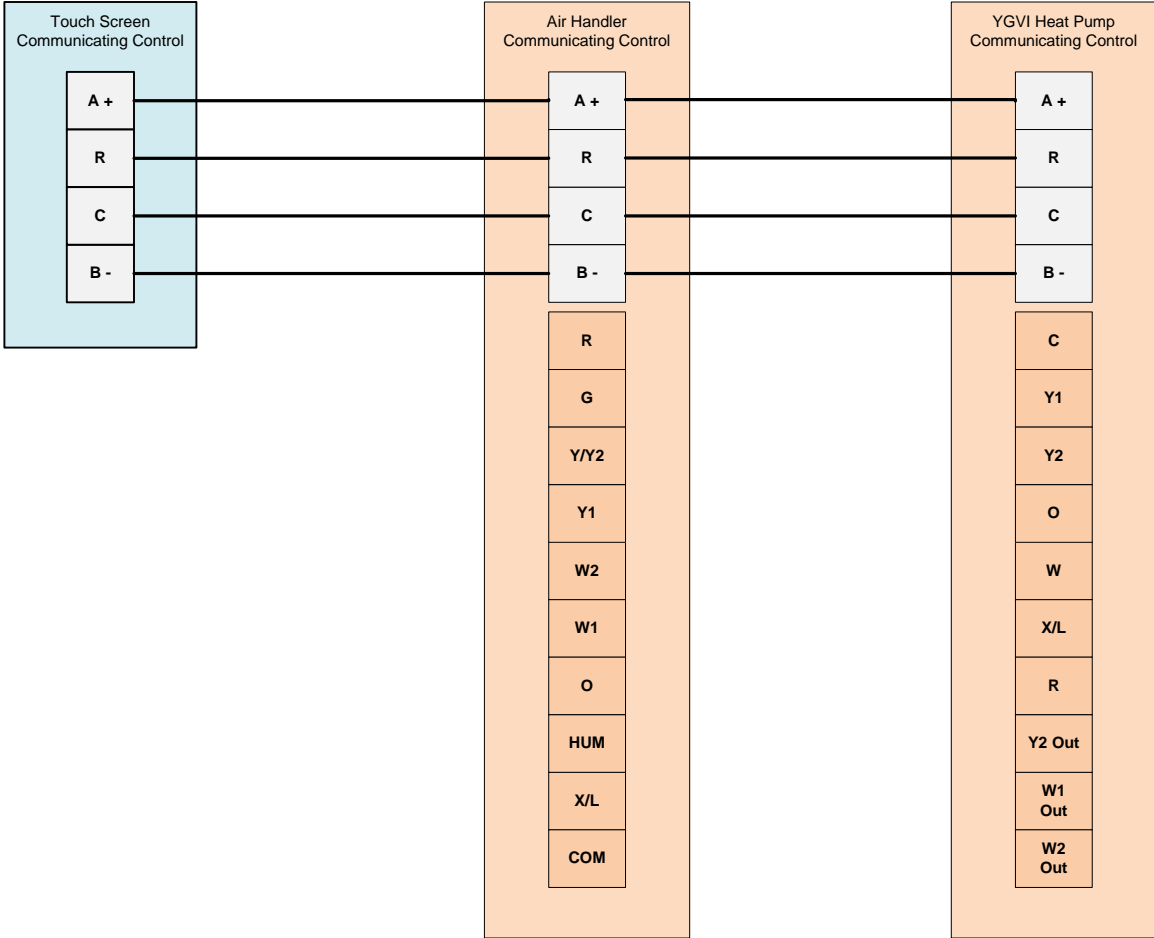 Touch Screen
Communicating Control
A +
R
C
B -
Air Handler
Communicating Control
A +
R
C
B -
R
G
Y/Y2
Y1
W2
W1
O
HUM
X/L
COM
YGVI Heat Pump
Communicating Control
A +
R
C
B -
C
Y1
Y2
O
W
X/L
R
Y2 Out
W1
Out
W2
Out